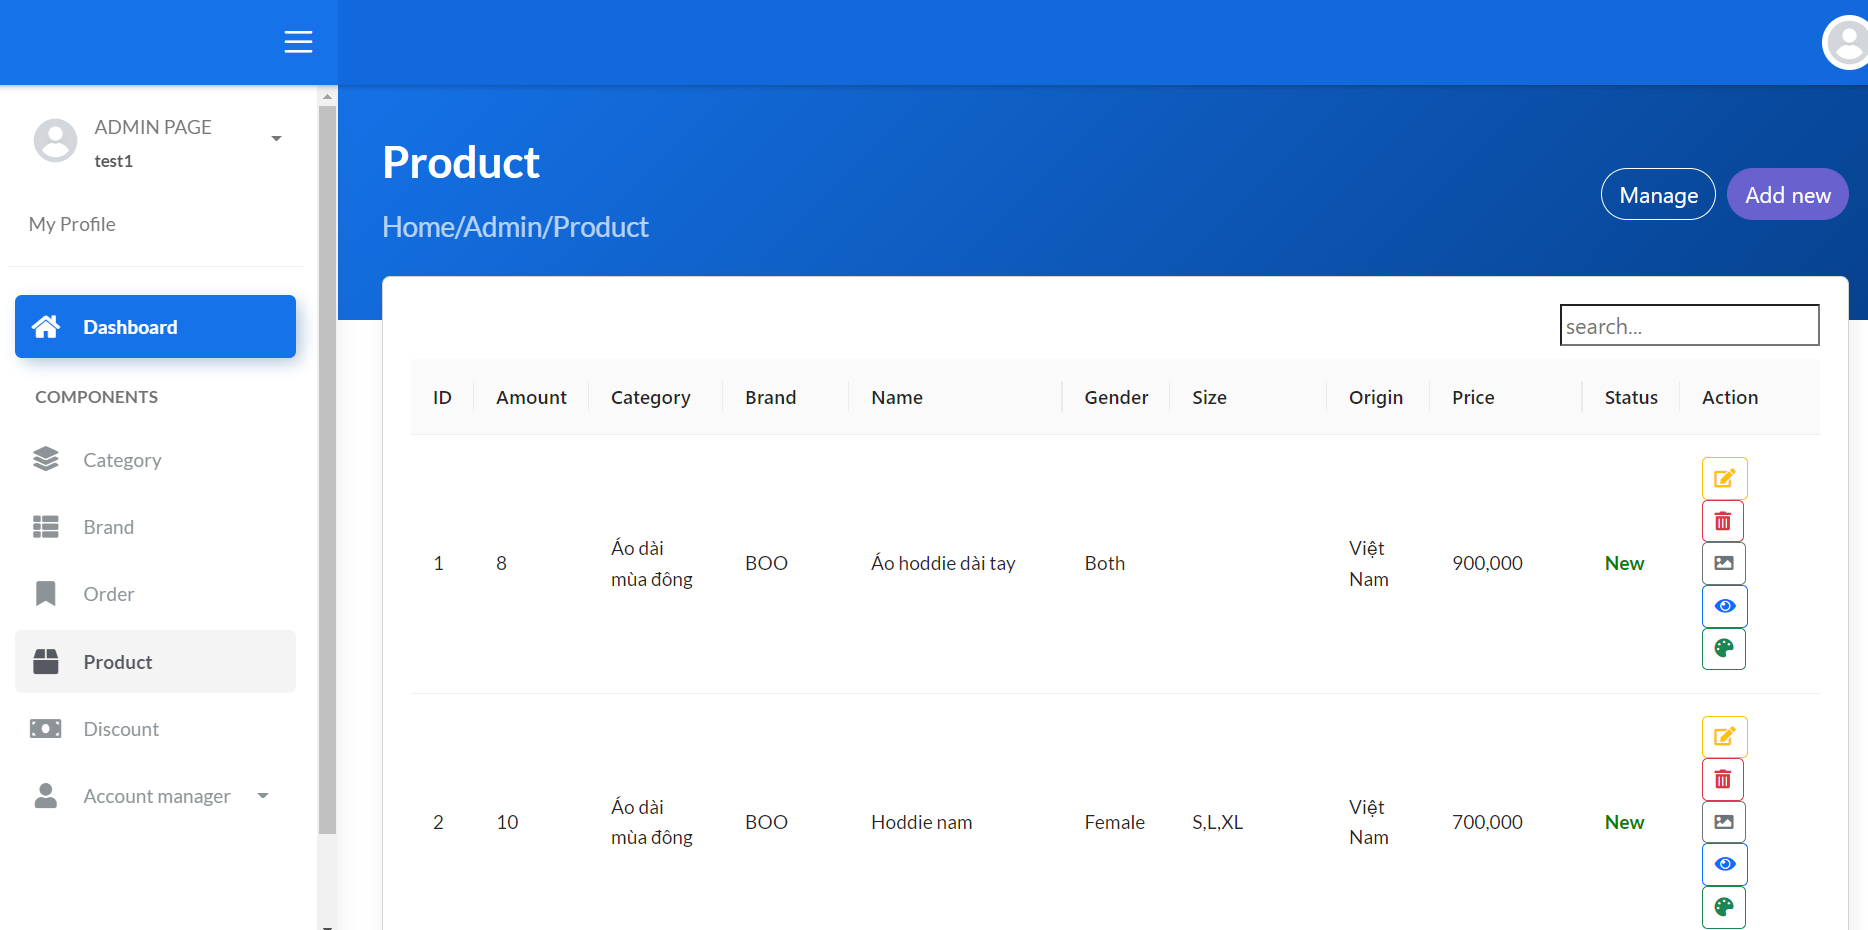 ADMIN PAGE
test1
My Profile
Dashboard
COMPONENTS
Category
Brand
Order
Product
Discount
Account manager
Product
Home/Admin/Product
Manage
Add new
search...
ID Amount Category Brand Name Gender Size Origin Price Status Action
1 8 Áo dài mùa đông BOO Áo hoddie dài tay Both Việt Nam 900,000 New
2 10 Áo dài mùa đông BOO Hoddie nam Female S,L,XL Việt Nam 700,000 New